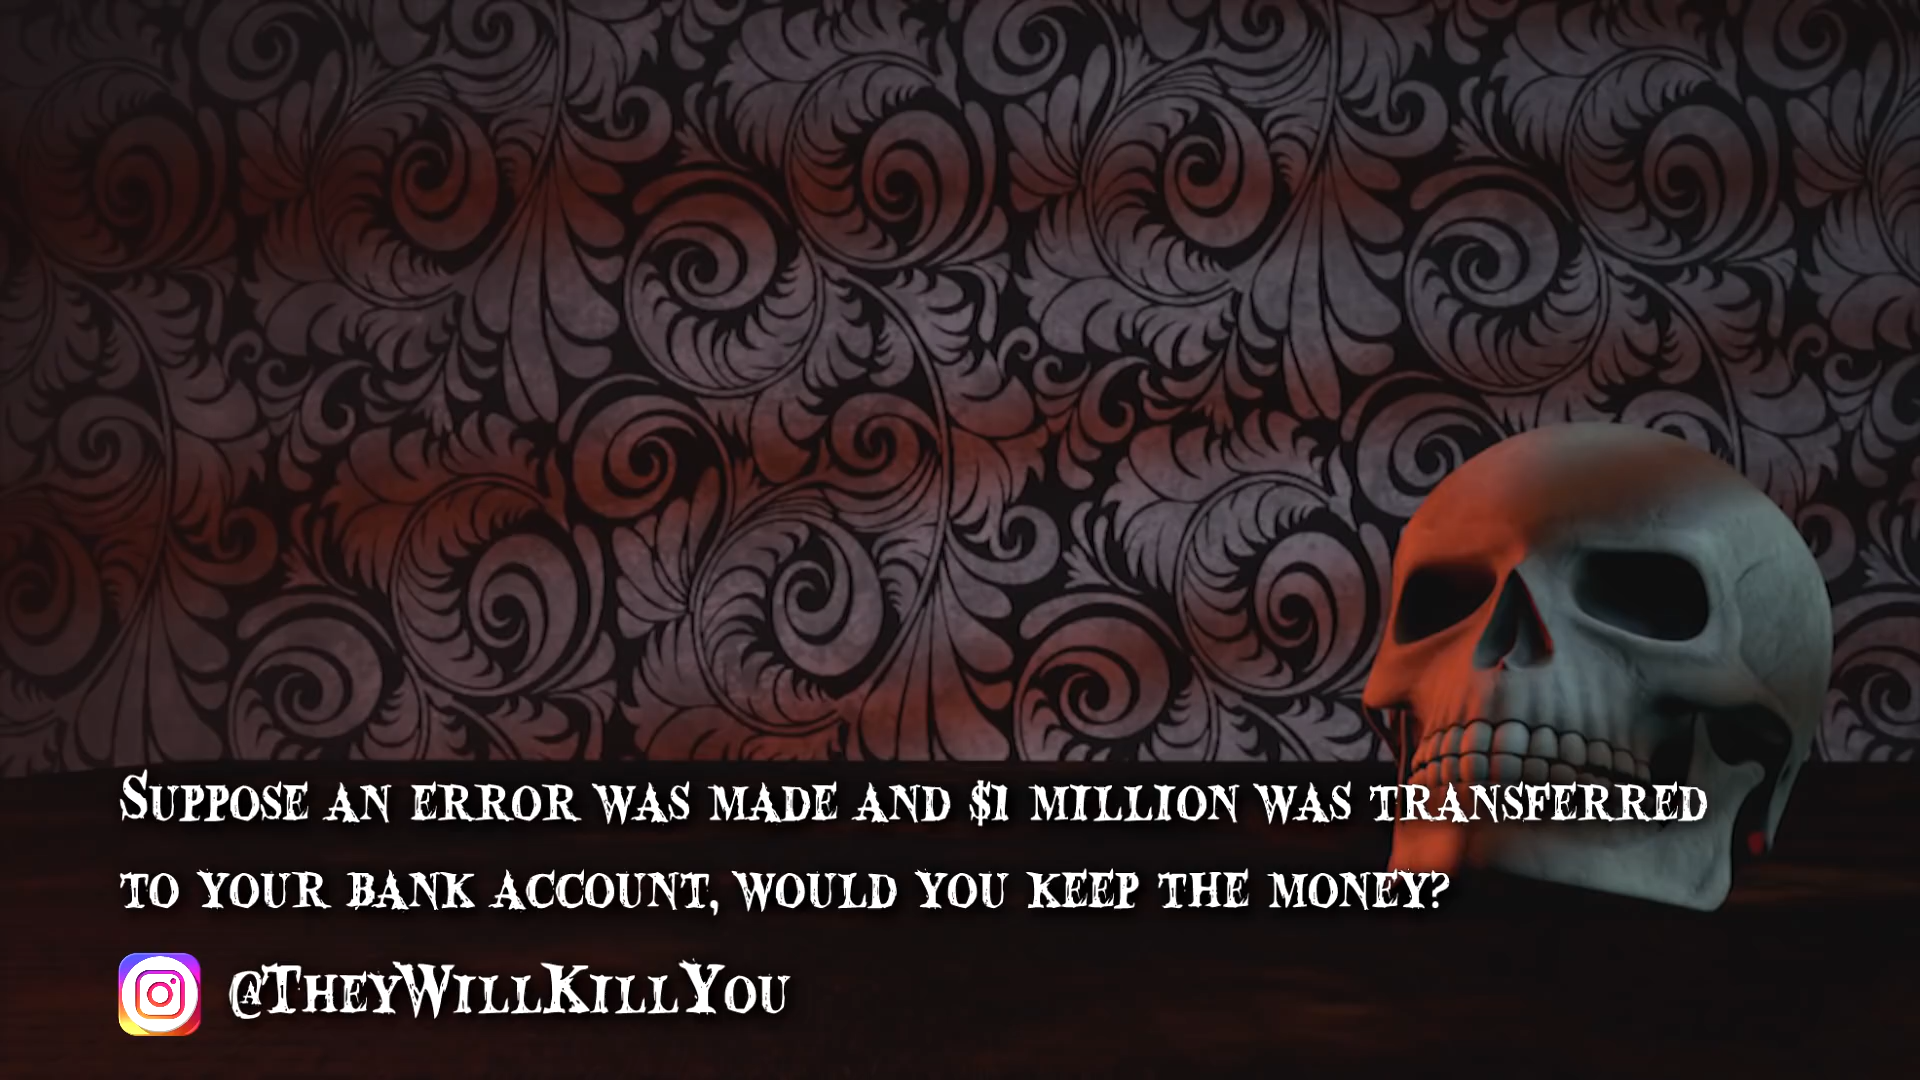 Suppose an error was made and $1 million was transferred
to your bank account, would you keep the money?
@TheyWillKillYou